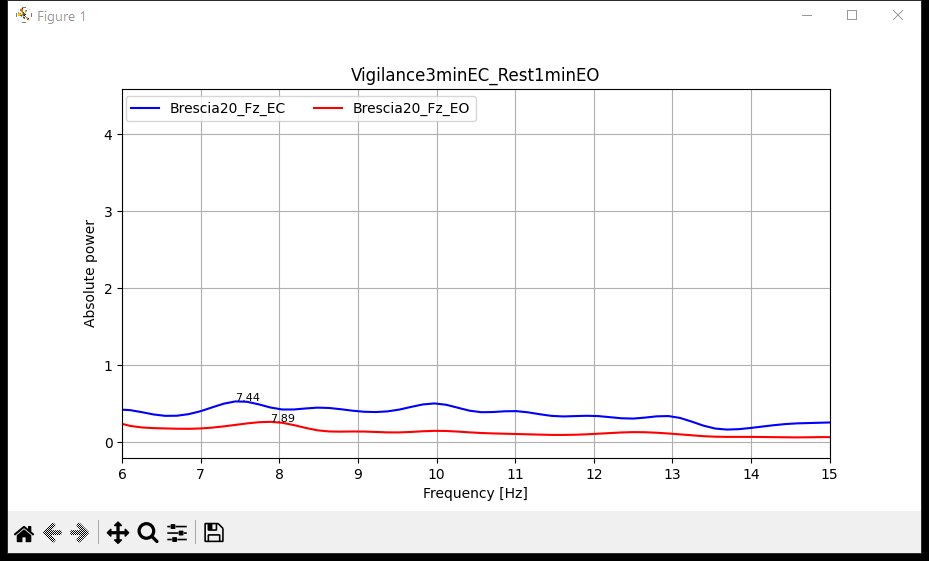 Figure 1
Vigilance3minEC_Rest1minEO
Brescia20_Fz_EC Brescia20_Fz_EO
Absolute power
4
3
2
1
0
7.44
7.89
6 7 8 9 10 11 12 13 14 15
Frequency [Hz]